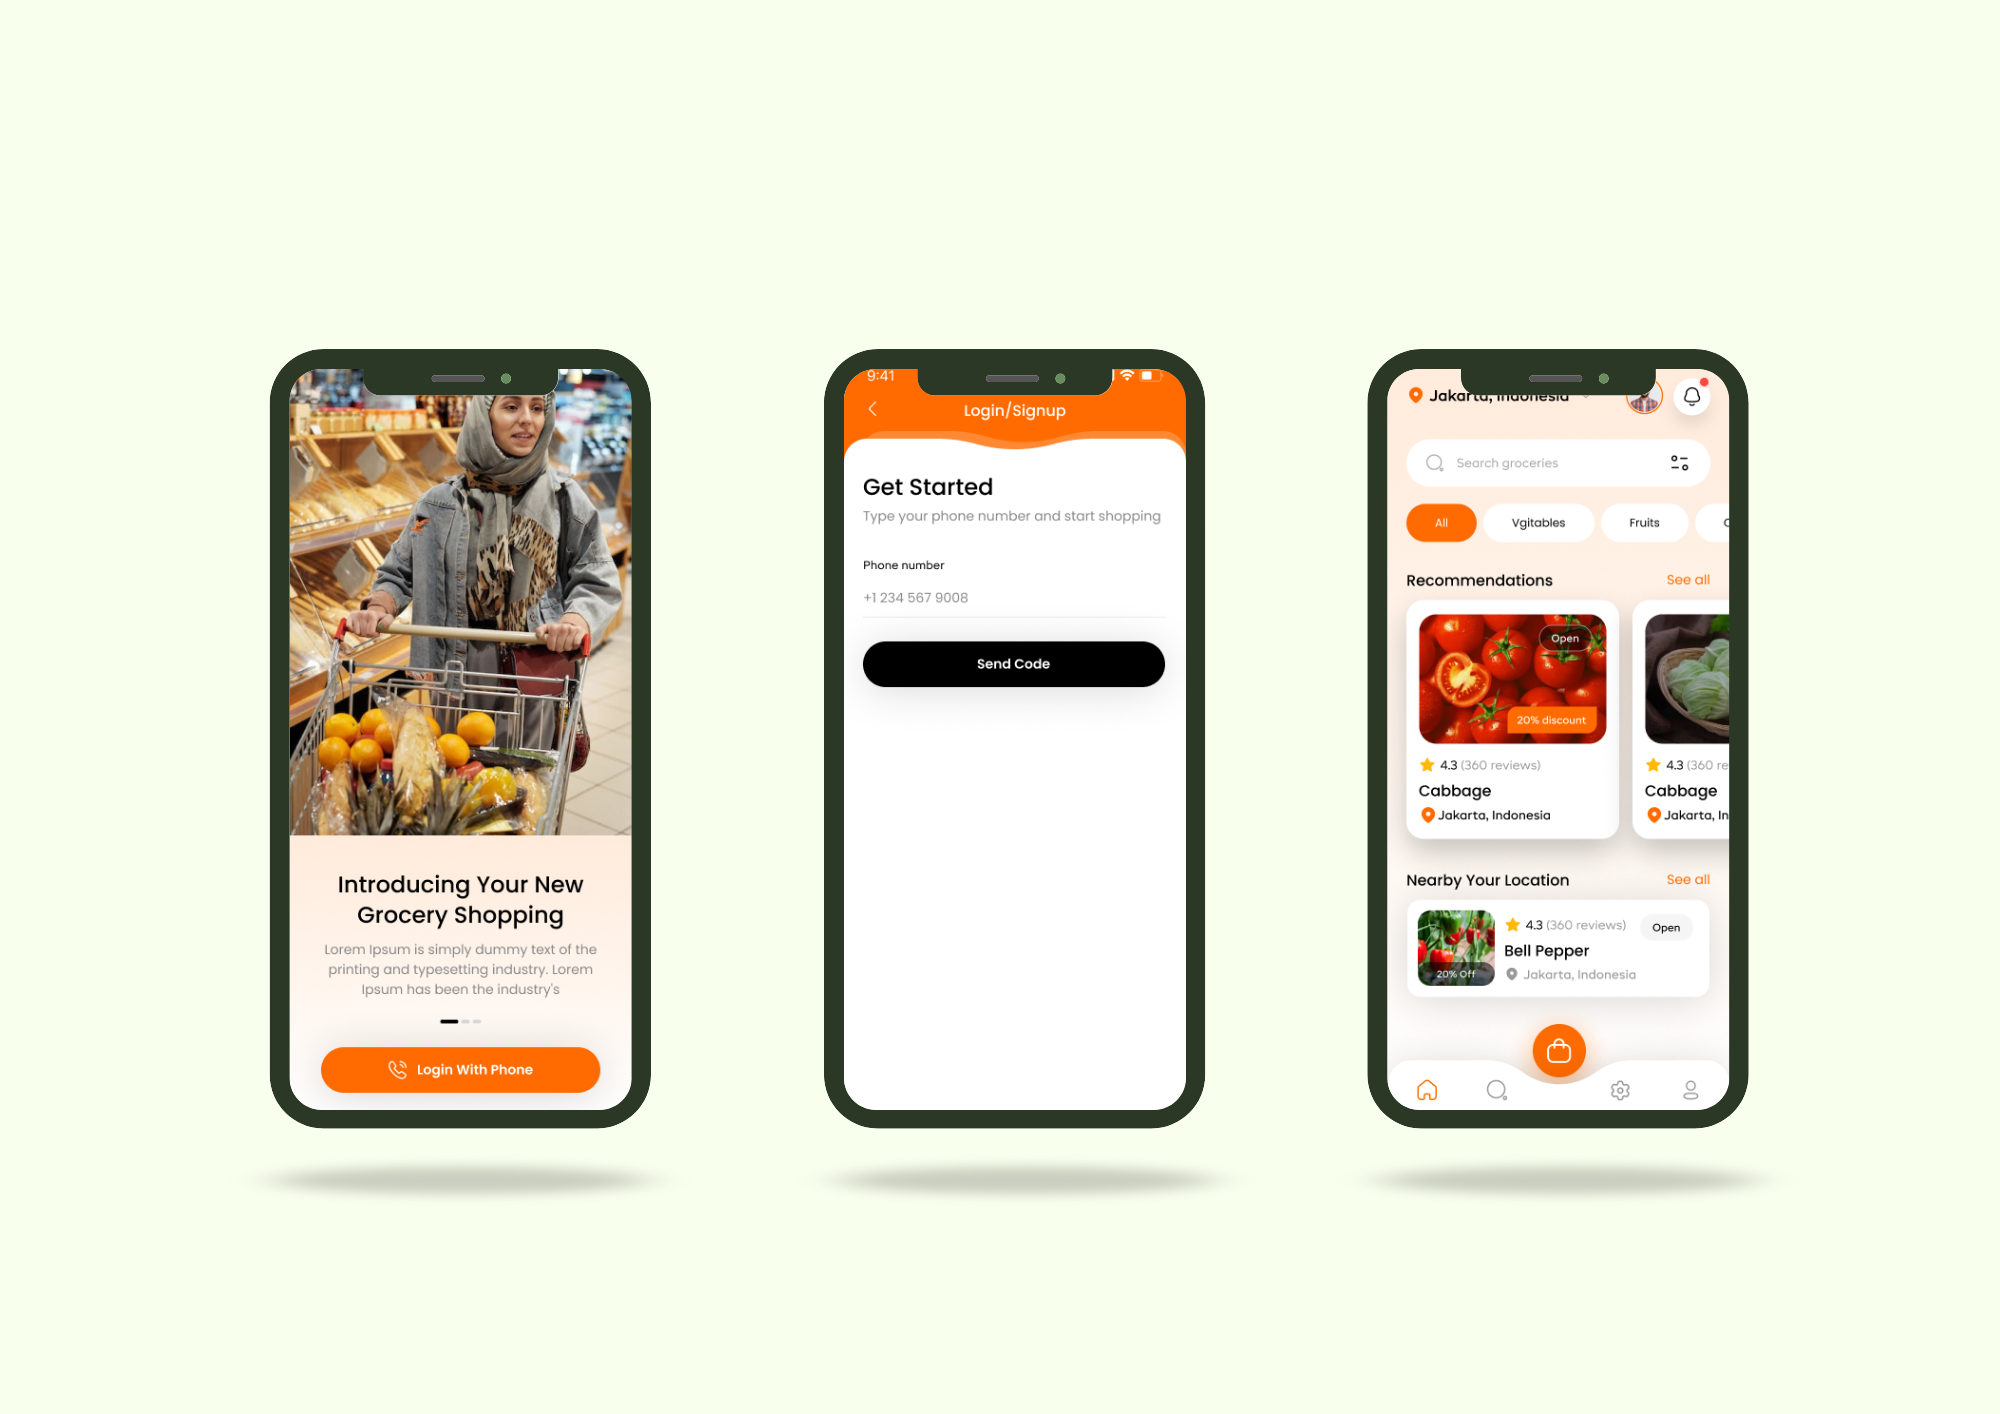 Introducing Your New
Grocery Shopping
Lorem Ipsum is simply dummy text of the
printing and typesetting industry. Lorem
Ipsum has been the industry's
Login With Phone
9:41
Login/Signup
Get Started
Type your phone number and start shopping
Phone number
+1 234 567 9008
Send Code
Jakarta, Indonesia
Search groceries
All
Vgitables
Fruits
Recommendations
See all
Open
20% discount
4.3 (360 reviews)
Cabbage
Jakarta, Indonesia
4.3 (360 re
Cabbage
Jakarta, In
Nearby Your Location
See all
20% Off
4.3 (360 reviews)
Open
Bell Pepper
Jakarta, Indonesia